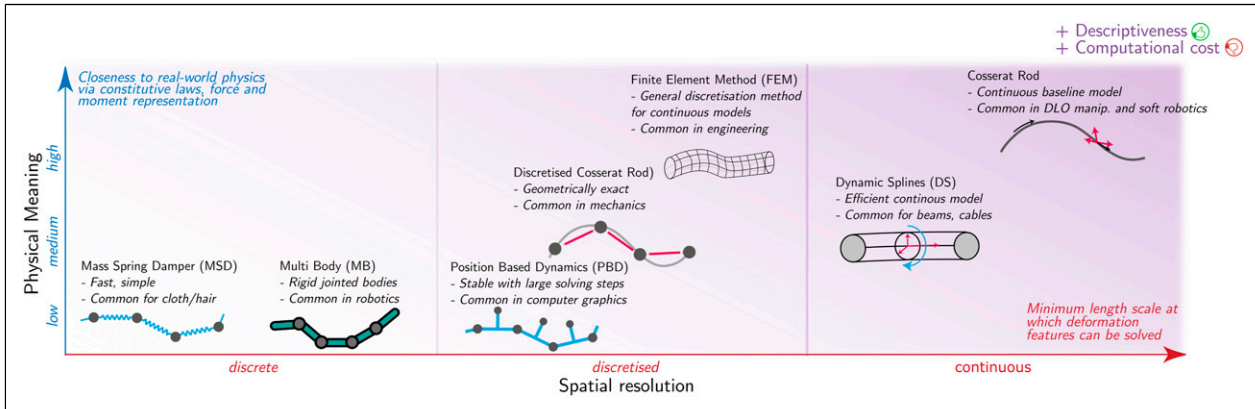 + Descriptiveness
+ Computational cost
Closeness to real-world physics
via constitutive laws, force and
moment representation
Finite Element Method (FEM)
- General discretisation method
for continuous models
- Common in engineering
Cosserat Rod
- Continuous baseline model
- Common in DLO manip. and soft robotics
Physical Meaning
high
medium
low
Discretised Cosserat Rod)
- Geometrically exact
- Common in mechanics
Dynamic Splines (DS)
- Efficient continous model
- Common for beams, cables
Mass Spring Damper (MSD)
- Fast, simple
- Common for cloth/hair
Multi Body (MB)
- Rigid jointed bodies
- Common in robotics
Position Based Dynamics (PBD)
- Stable with large solving steps
- Common in computer graphics
Minimum length scale at
which deformation
features can be solved
discrete
discretised
continuous
Spatial resolution